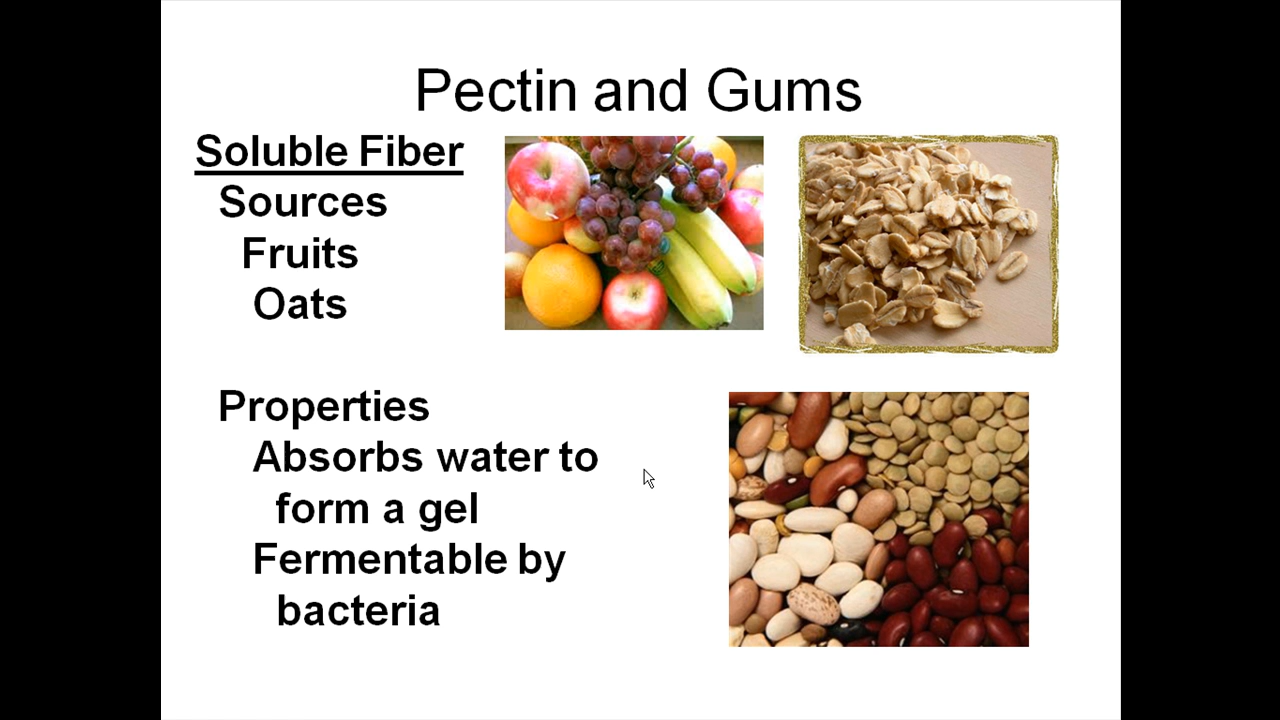 Pectin and Gums
Soluble Fiber
Sources
Fruits
Oats
Properties
Absorbs water to
form a gel
Fermentable by
bacteria